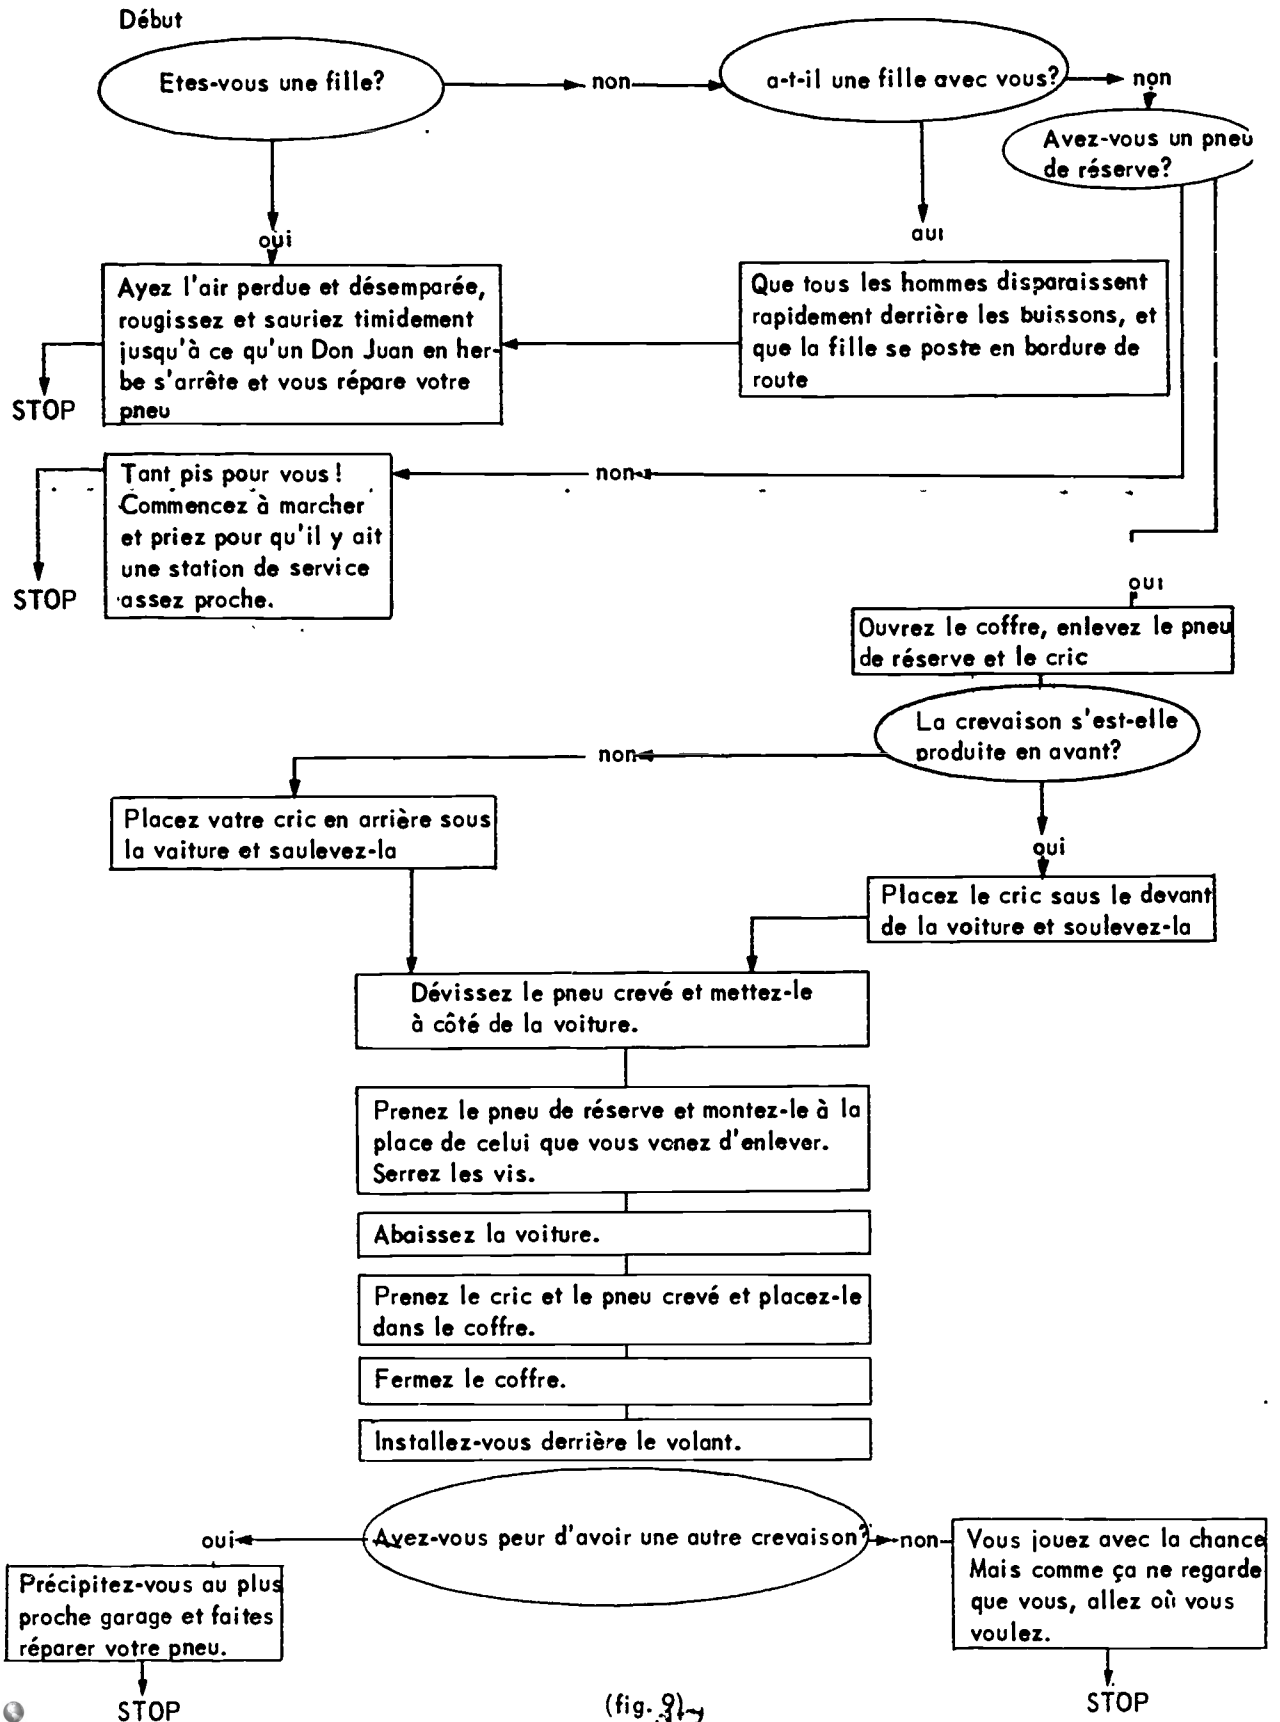 Début
Etes-vous une fille?
non
a-t-il une fille avec vous?
non
Avez-vous un pneu
de réserve?
oui
aui
Ayez l'air perdue et désemparée,
rougissez et sauriez timidement
jusqu'à ce qu'un Don Juan en her-
be s'arrête et vous répare votre
pneu
STOP
Que tous les hommes disparaissent
rapidement derrière les buissons, et
que la fille se poste en bordure de
route
non
Tant pis pour vous !
Commencez à marcher
et priez pour qu'il y ait
une station de service
assez proche.
STOP
oui
Ouvrez le coffre, enlevez le pneu
de réserve et le cric
La crevaison s'est-elle
produite en avant?
non
Placez vatre cric en arrière sous
la vaiture et saulevez-la
oui
Placez le cric saus le devant
de la voiture et soulevez-la
Dévissez le pneu crevé et mettez-le
à côté de la voiture.
Prenez le pneu de réserve et montez-le à la
place de celui que vous venez d'enlever.
Serrez les vis.
Abaissez la voiture.
Prenez le cric et le pneu crevé et placez-le
dans le coffre.
Fermez le coffre.
Installez-vous derrière le volant.
Avez-vous peur d'avoir une autre crevaison?
oui
non
Précipitez-vous au plus
proche garage et faites
réparer votre pneu.
STOP
Vous jouez avec la chance
Mais comme ça ne regarde
que vous, allez où vous
voulez.
STOP
(fig. 9)